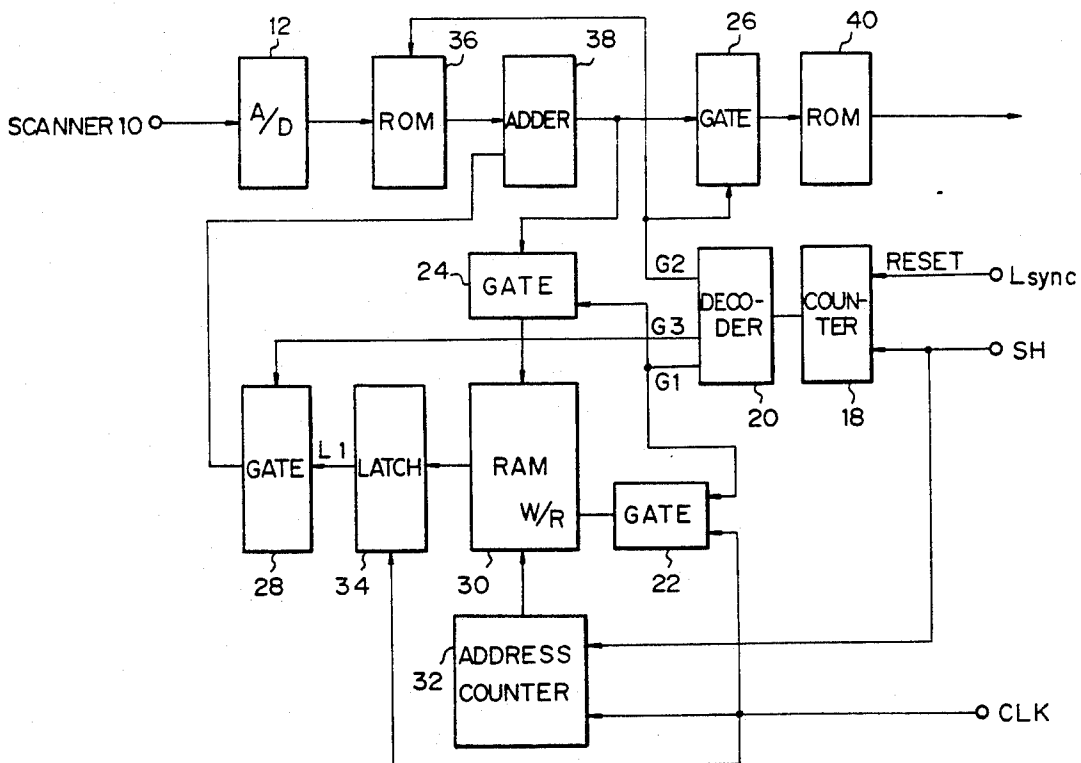 12
36
38
26
40
SCANNER 10
A/D
ROM
ADDER
GATE
ROM
24
GATE
G2
G3
G1
DECO-
DER
20
COUN-
TER
18
RESET
Lsync
SH
GATE
28
L1
LATCH
34
RAM
W/R
30
GATE
22
32
ADDRESS
COUNTER
CLK